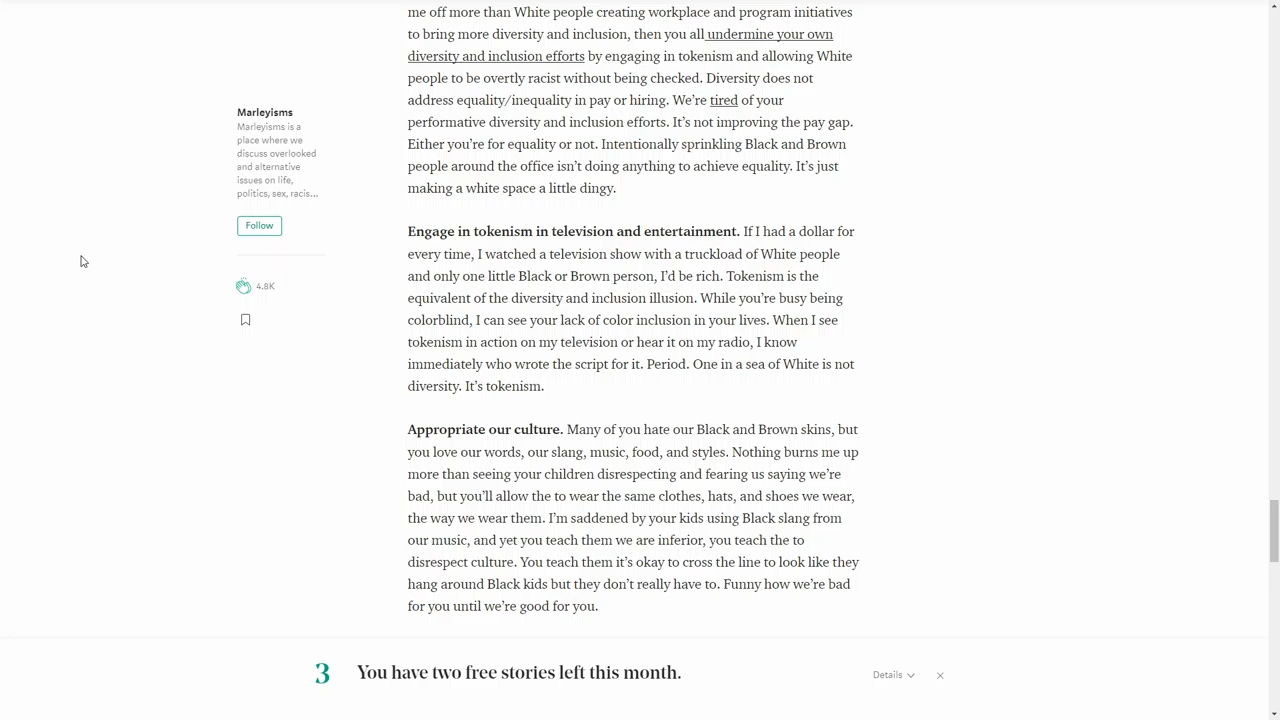 me off more than White people creating workplace and program initiatives
to bring more diversity and inclusion, then you all undermine your own
diversity and inclusion efforts by engaging in tokenism and allowing White
people to be overtly racist without being checked. Diversity does not
address equality/inequality in pay or hiring. We're tired of your
performative diversity and inclusion efforts. It's not improving the pay gap.
Either you're for equality or not. Intentionally sprinkling Black and Brown
people around the office isn't doing anything to achieve equality. It's just
making a white space a little dingy.
Marleyisms
Marleyisms is a
place where we
discuss overlooked
and alternative
issues on life,
politics, sex, racis...
Follow
4.8K
Engage in tokenism in television and entertainment. If I had a dollar for
every time, I watched a television show with a truckload of White people
and only one little Black or Brown person, I'd be rich. Tokenism is the
equivalent of the diversity and inclusion illusion. While you're busy being
colorblind, I can see your lack of color inclusion in your lives. When I see
tokenism in action on my television or hear it on my radio, I know
immediately who wrote the script for it. Period. One in a sea of White is not
diversity. It's tokenism.
Appropriate our culture. Many of you hate our Black and Brown skins, but
you love our words, our slang, music, food, and styles. Nothing burns me up
more than seeing your children disrespecting and fearing us saying we're
bad, but you'll allow the to wear the same clothes, hats, and shoes we wear,
the way we wear them. I'm saddened by your kids using Black slang from
our music, and yet you teach them we are inferior, you teach the to
disrespect culture. You teach them it's okay to cross the line to look like they
hang around Black kids but they don't really have to. Funny how we're bad
for you until we're good for you.
3 You have two free stories left this month.
Details